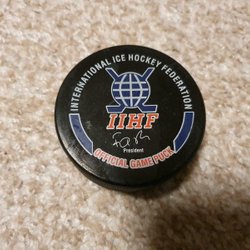 INTERNATIONAL ICE HOCKEY FEDERATION
IIHF
President
OFFICIAL GAME PUCK